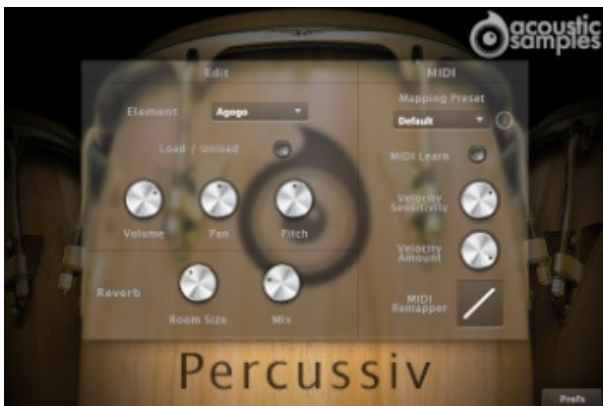 acoustic
samples
Edit
MIDI
Element
Agogo
Mapping Preset
Default
Load / Unload
MIDI Learn
Volume
Pan
Pitch
Velocity
Sensitivity
Velocity
Amount
Reverb
Room Size
Mix
MIDI
Remapper
Percussiv
Prefs